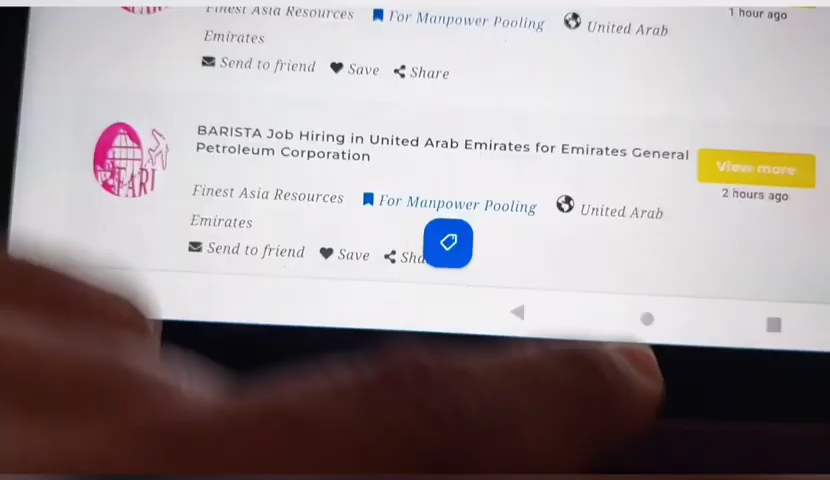 Finest Asia Resources For Manpower Pooling United Arab
1 hour ago
Emirates
Send to friend Save Share
BARISTA Job Hiring in United Arab Emirates for Emirates General
Petroleum Corporation
View more
2 hours ago
Finest Asia Resources For Manpower Pooling United Arab
Emirates
Send to friend Save Sha
FARI